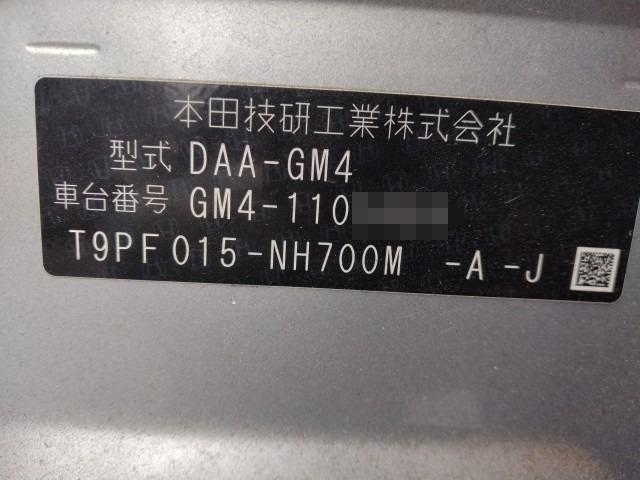 本田技研工業株式会社
型式 DAA-GM4
車台番号 GM4-110
T9PF015-NH700M -A -J